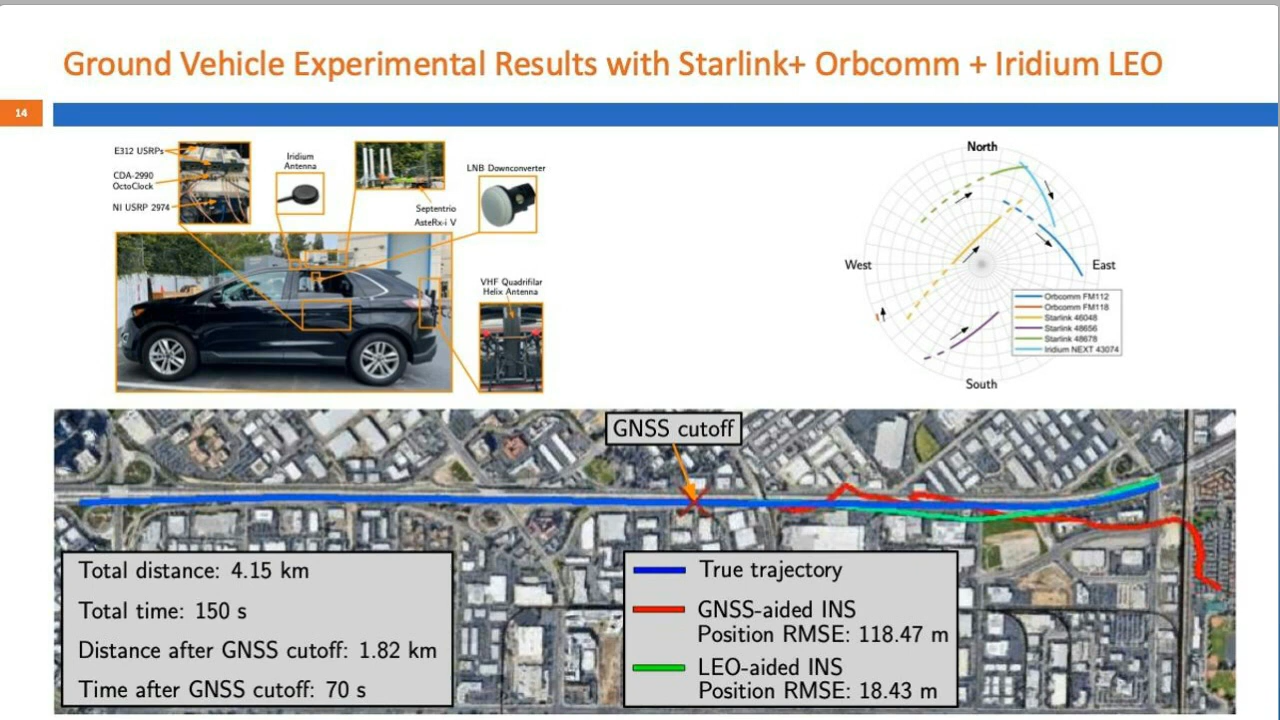 Ground Vehicle Experimental Results with Starlink+ Orbcomm + Iridium LEO
14
E312 USRPs
CDA-2990
OctoClock
NI USRP 2974
Iridium
Antenna
Septentrio
AsteRx-i V
LNB Downconverter
VHF Quadrifilar
Helix Antenna
North
West
East
South
Orbcomm FM112
Orbcomm FM118
Starlink 46048
Starlink 48656
Starlink 48678
Iridium NEXT 43074
GNSS cutoff
Total distance: 4.15 km
Total time: 150 s
Distance after GNSS cutoff: 1.82 km
Time after GNSS cutoff: 70 s
True trajectory
GNSS-aided INS
Position RMSE: 118.47 m
LEO-aided INS
Position RMSE: 18.43 m